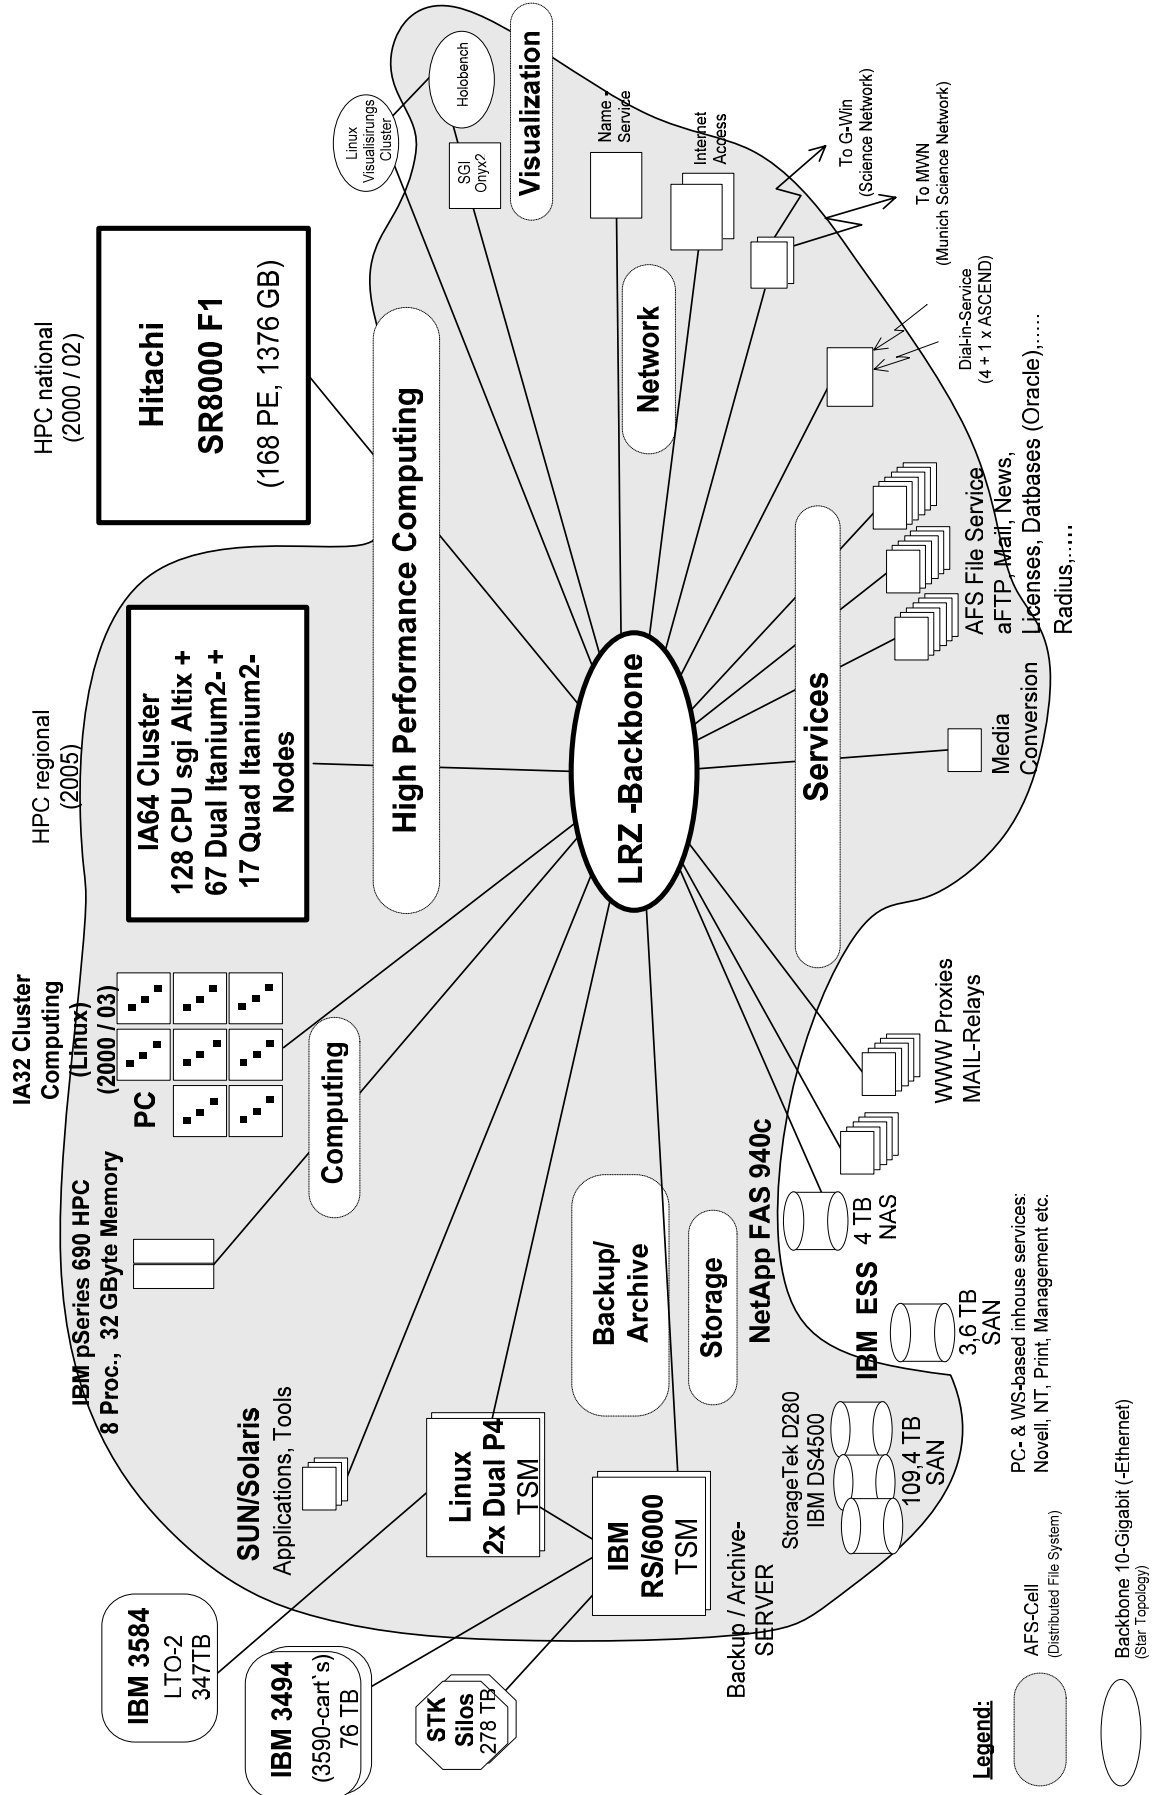 HPC national
(2000 / 02)
Hitachi
SR8000 F1
(168 PE, 1376 GB)
HPC regional
(2005)
IA64 Cluster
128 CPU sgi Altix +
67 Dual Itanium2- +
17 Quad Itanium2-
Nodes
IA32 Cluster
Computing
(Linux)
(2000 / 03)
PC
IBM pSeries 690 HPC
8 Proc., 32 GByte Memory
SUN/Solaris
Applications, Tools
IBM 3584
LTO-2
347TB
IBM 3494
(3590-cart`s)
76 TB
STK
Silos
278 TB
Linux
2x Dual P4
TSM
IBM
RS/6000
TSM
Backup / Archive-
SERVER
High Performance Computing
Computing
Linux
Visualisirungs
Cluster
Holobench
SGI
Onyx2
Visualization
Name -
Service
Internet
Access
Network
To G-Win
(Science Network)
To MWN
(Munich Science Network)
Dial-in-Service
(4 + 1 x ASCEND)
LRZ -Backbone
Backup/
Archive
Storage
Services
AFS File Service
aFTP, Mail, News,
Licenses, Datbases (Oracle),.....
Radius,.....
Media
Conversion
WWW Proxies
MAIL-Relays
NetApp FAS 940c
4 TB
NAS
IBM ESS
3,6 TB
SAN
StorageTek D280
IBM DS4500
109,4 TB
SAN
PC- & WS-based inhouse services:
Novell, NT, Print, Management etc.
Legend:
AFS-Cell
(Distributed File System)
Backbone 10-Gigabit (-Ethernet)
(Star Topology)